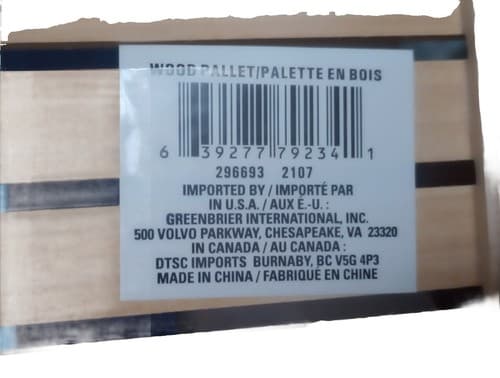 WOOD PALLET/PALETTE EN BOIS
6 39277 79234 1
296693 2107
IMPORTED BY / IMPORTÉ PAR
IN U.S.A. / AUX E.-U. :
GREENBRIER INTERNATIONAL, INC.
500 VOLVO PARKWAY, CHESAPEAKE, VA 23320
IN CANADA / AU CANADA :
DTSC IMPORTS BURNABY, BC V5G 4P3
MADE IN CHINA / FABRIQUÉ EN CHINE